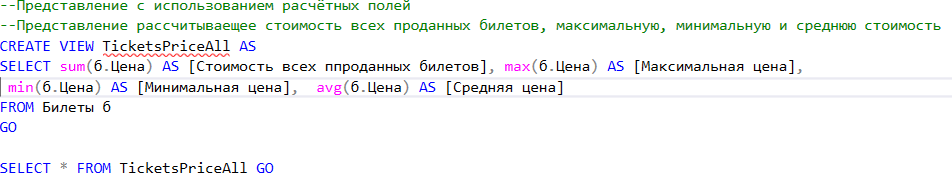 --Представление с использованием расчётных полей
--Представление рассчитывающее стоимость всех проданных билетов, максимальную, минимальную и среднюю стоимость
CREATE VIEW TicketsPriceAll AS
SELECT sum(б.Цена) AS [Стоимость всех ппроданных билетов], max(б.Цена) AS [Максимальная цена],
min(б.Цена) AS [Минимальная цена],  avg(б.Цена) AS [Средняя цена]
FROM Билеты б
GO
SELECT * FROM TicketsPriceAll GO